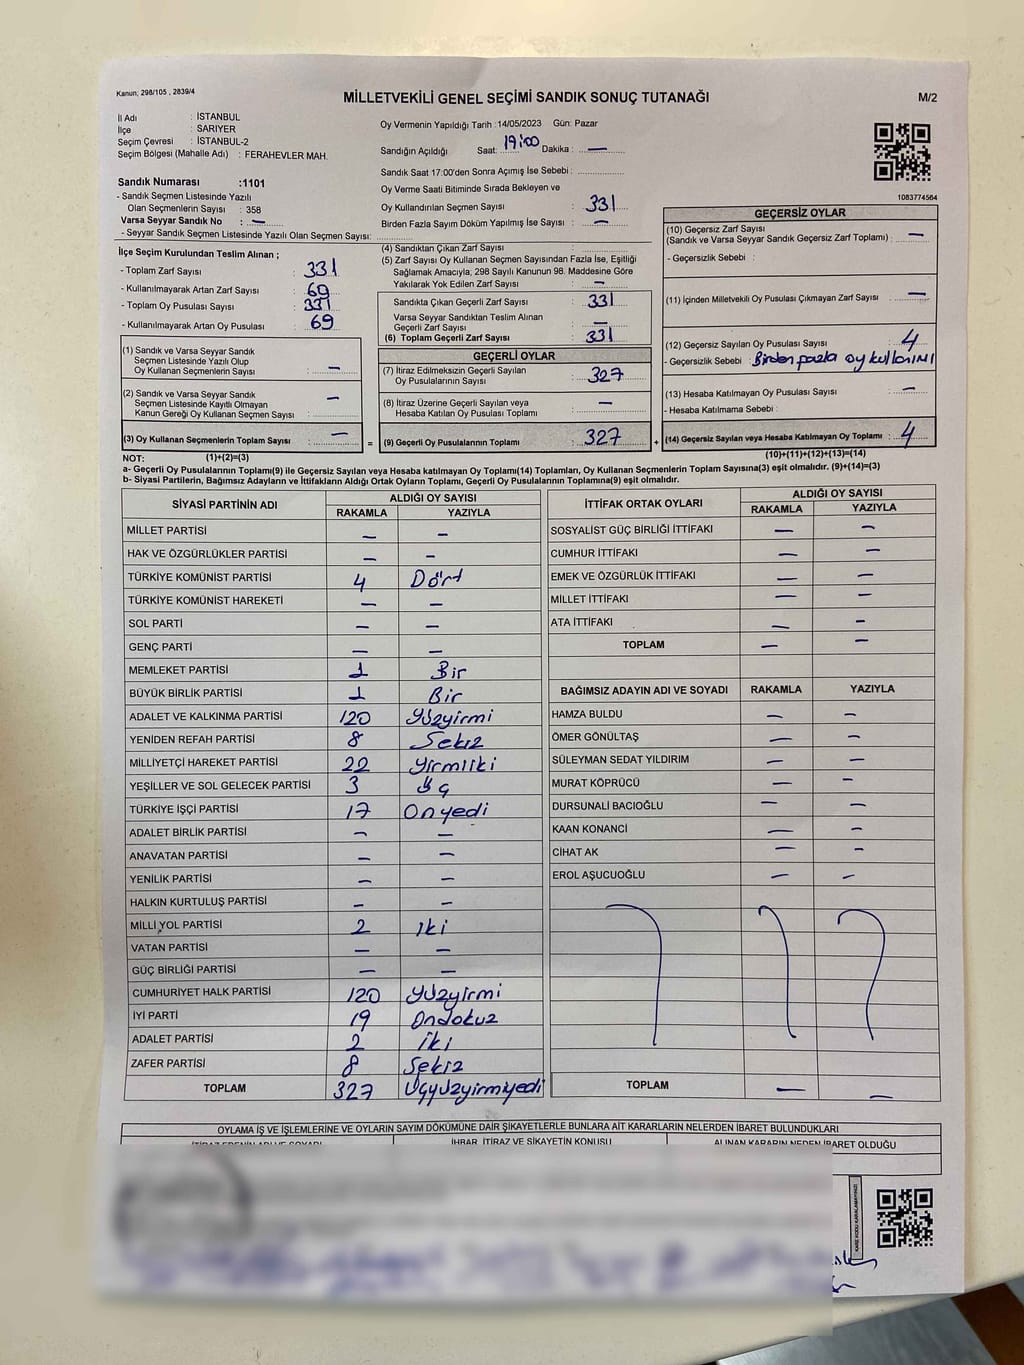 Kanun; 298/105 , 2839/4
MİLLETVEKİLİ GENEL SEÇİMİ SANDIK SONUÇ TUTANAĞI
M/2
İl Adı : İSTANBUL
İlçe : SARIYER
Seçim Çevresi : İSTANBUL-2
Seçim Bölgesi (Mahalle Adı) : FERAHEVLER MAH.
Sandık Numarası :1101
- Sandık Seçmen Listesinde Yazılı
Olan Seçmenlerin Sayısı : 358
Varsa Seyyar Sandık No : —
- Seyyar Sandık Seçmen Listesinde Yazılı Olan Seçmen Sayısı:
Oy Vermenin Yapıldığı Tarih :14/05/2023 Gün: Pazar
Sandığın Açıldığı Saat: 19:00 Dakika : —
Sandık Saat 17:00'den Sonra Açımış İse Sebebi :
Oy Verme Saati Bitiminde Sırada Bekleyen ve
Oy Kullandırılan Seçmen Sayısı : 331
Birden Fazla Sayım Döküm Yapılmış İse Sayısı : —
1083774564
İlçe Seçim Kurulundan Teslim Alınan ;
- Toplam Zarf Sayısı : 331
- Kullanılmayarak Artan Zarf Sayısı : 69
- Toplam Oy Pusulası Sayısı : 331
- Kullanılmayarak Artan Oy Pusulası : 69
(1) Sandık ve Varsa Seyyar Sandık
Seçmen Listesinde Yazılı Olup
Oy Kullanan Seçmenlerin Sayısı : —
(2) Sandık ve Varsa Seyyar Sandık
Seçmen Listesinde Kayıtlı Olmayan
Kanun Gereği Oy Kullanan Seçmen Sayısı : —
(3) Oy Kullanan Seçmenlerin Toplam Sayısı : —
(1)+(2)=(3)
(4) Sandıktan Çıkan Zarf Sayısı :
(5) Zarf Sayısı Oy Kullanan Seçmen Sayısından Fazla İse, Eşitliği
Sağlamak Amacıyla; 298 Sayılı Kanunun 98. Maddesine Göre
Yakılarak Yok Edilen Zarf Sayısı : —
Sandıkta Çıkan Geçerli Zarf Sayısı : 331
Varsa Seyyar Sandıktan Teslim Alınan
Geçerli Zarf Sayısı : —
(6) Toplam Geçerli Zarf Sayısı : 331
GEÇERLİ OYLAR
(7) İtiraz Edilmeksizin Geçerli Sayılan
Oy Pusulalarının Sayısı : 327
(8) İtiraz Üzerine Geçerli Sayılan veya
Hesaba Katılan Oy Pusulası Toplamı : —
= (9) Geçerli Oy Pusulalarının Toplamı : 327 +
GEÇERSİZ OYLAR
(10) Geçersiz Zarf Sayısı
(Sandık ve Varsa Seyyar Sandık Geçersiz Zarf Toplamı) : —
- Geçersizlik Sebebi :
(11) İçinden Milletvekili Oy Pusulası Çıkmayan Zarf Sayısı : —
(12) Geçersiz Sayılan Oy Pusulası Sayısı : 4
- Geçersizlik Sebebi : Birden fazla oy kullanımı
(13) Hesaba Katılmayan Oy Pusulası Sayısı : —
- Hesaba Katılmama Sebebi :
(14) Geçersiz Sayılan veya Hesaba Katılmayan Oy Toplamı : 4
(10)+(11)+(12)+(13)=(14)
NOT:
a- Geçerli Oy Pusulalarının Toplamı(9) ile Geçersiz Sayılan veya Hesaba katılmayan Oy Toplamı(14) Toplamları, Oy Kullanan Seçmenlerin Toplam Sayısına(3) eşit olmalıdır. (9)+(14)=(3)
b- Siyasi Partilerin, Bağımsız Adayların ve İttifakların Aldığı Ortak Oyların Toplamı, Geçerli Oy Pusulalarının Toplamına(9) eşit olmalıdır.
SİYASİ PARTİNİN ADI ALDIĞI OY SAYISI
RAKAMLA YAZIYLA
MİLLET PARTİSİ — —
HAK VE ÖZGÜRLÜKLER PARTİSİ — —
TÜRKİYE KOMÜNİST PARTİSİ 4 Dört
TÜRKİYE KOMÜNİST HAREKETİ — —
SOL PARTİ — —
GENÇ PARTİ — —
MEMLEKET PARTİSİ 1 Bir
BÜYÜK BİRLİK PARTİSİ 1 Bir
ADALET VE KALKINMA PARTİSİ 120 Yüzyirmi
YENİDEN REFAH PARTİSİ 8 Sekiz
MİLLİYETÇİ HAREKET PARTİSİ 22 Yirmiiki
YEŞİLLER VE SOL GELECEK PARTİSİ 3 Üç
TÜRKİYE İŞÇİ PARTİSİ 17 Onyedi
ADALET BİRLİK PARTİSİ — —
ANAVATAN PARTİSİ — —
YENİLİK PARTİSİ — —
HALKIN KURTULUŞ PARTİSİ — —
MİLLİ YOL PARTİSİ 2 İki
VATAN PARTİSİ — —
GÜÇ BİRLİĞİ PARTİSİ — —
CUMHURİYET HALK PARTİSİ 120 Yüzyirmi
İYİ PARTİ 19 Ondokuz
ADALET PARTİSİ 2 İki
ZAFER PARTİSİ 8 Sekiz
TOPLAM 327 Üçyüzyirmiyedi
İTTİFAK ORTAK OYLARI ALDIĞI OY SAYISI
RAKAMLA YAZIYLA
SOSYALİST GÜÇ BİRLİĞİ İTTİFAKI — —
CUMHUR İTTİFAKI — —
EMEK VE ÖZGÜRLÜK İTTİFAKI — —
MİLLET İTTİFAKI — —
ATA İTTİFAKI — —
TOPLAM — —
BAĞIMSIZ ADAYIN ADI VE SOYADI RAKAMLA YAZIYLA
HAMZA BULDU — —
ÖMER GÖNÜLTAŞ — —
SÜLEYMAN SEDAT YILDIRIM — —
MURAT KÖPRÜCÜ — —
DURSUNALİ BACIOĞLU — —
KAAN KONANCİ — —
CİHAT AK — —
EROL AŞUCUOĞLU — —
TOPLAM — —
OYLAMA İŞ VE İŞLEMLERİNE VE OYLARIN SAYIM DÖKÜMÜNE DAİR ŞİKAYETLERLE BUNLARA AİT KARARLARIN NELERDEN İBARET BULUNDUKLARI
İTİRAZ EDENİN ADI VE SOYADI İHBAR, İTİRAZ VE ŞİKAYETİN KONUSU ALINAN KARARIN NEDEN İBARET OLDUĞU
KARE KODU KARALAMAYINIZ!